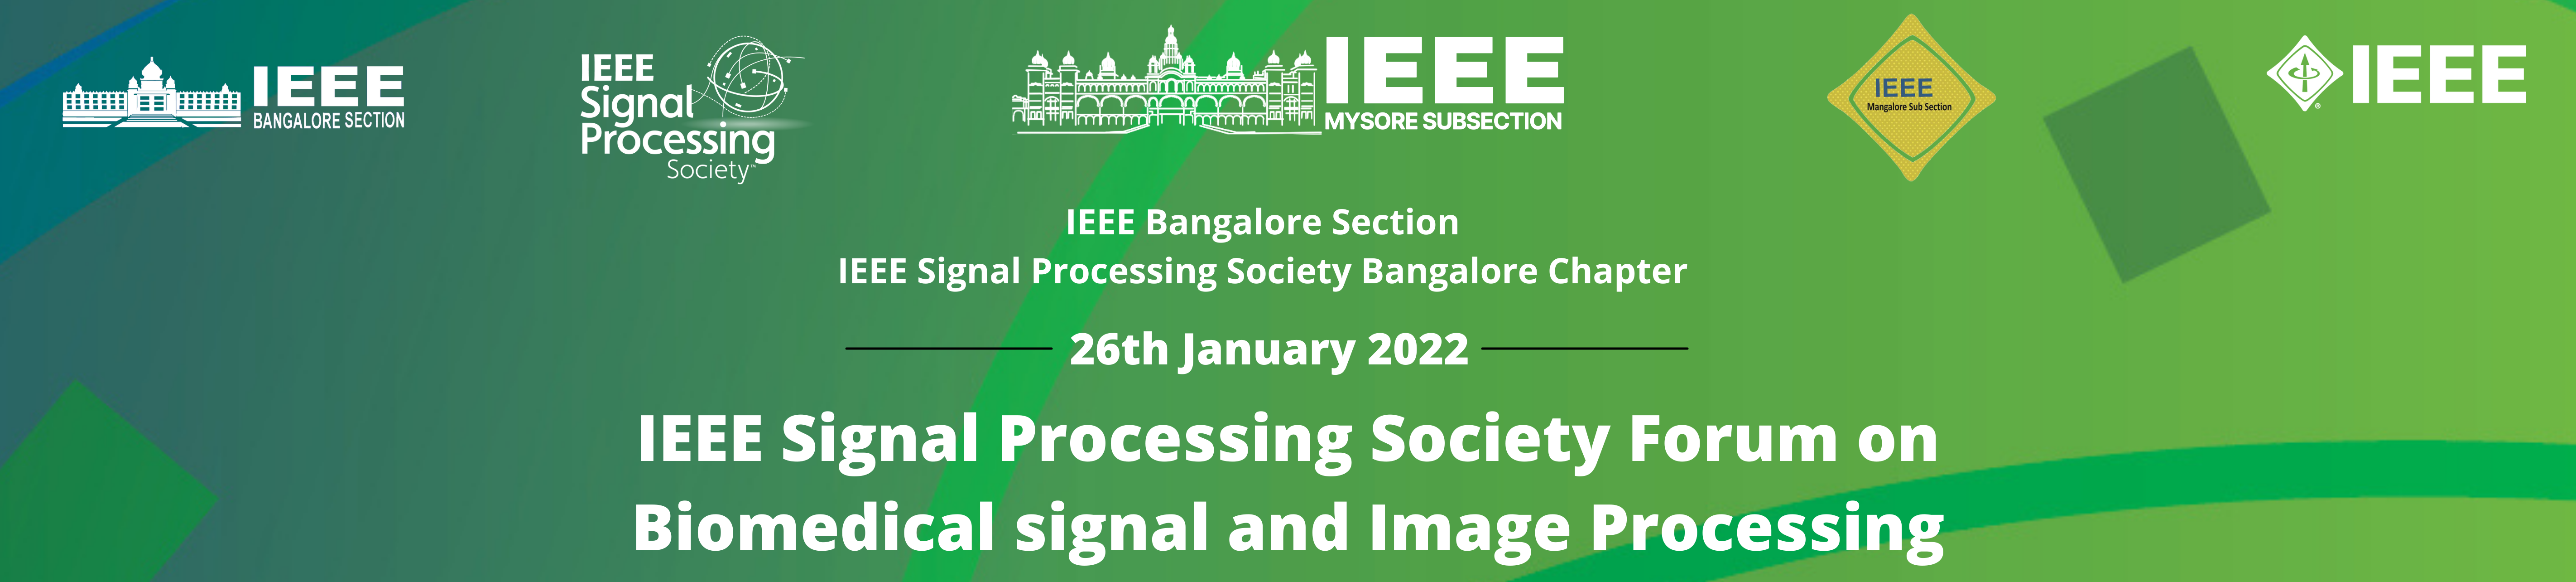 IEEE
BANGALORE SECTION
IEEE
Signal
Processing
Society™
IEEE
MYSORE SUBSECTION
IEEE
Mangalore Sub Section
IEEE
®
IEEE Bangalore Section
IEEE Signal Processing Society Bangalore Chapter
26th January 2022
IEEE Signal Processing Society Forum on
Biomedical signal and Image Processing